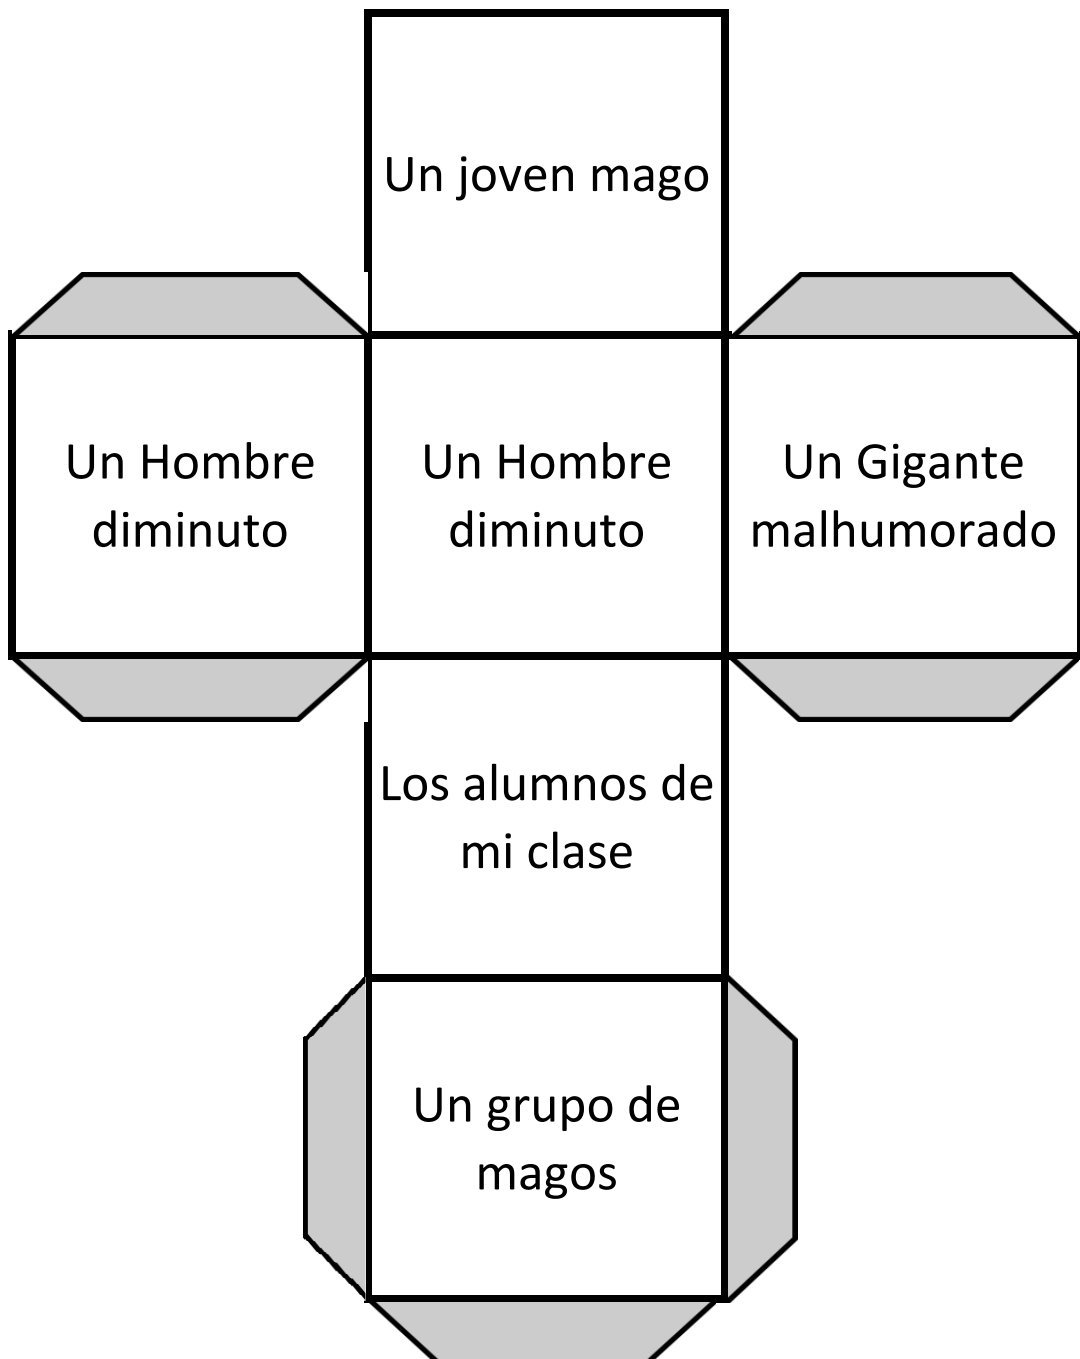 Un joven mago
Un Hombre
diminuto
Un Hombre
diminuto
Un Gigante
malhumorado
Los alumnos de
mi clase
Un grupo de
magos